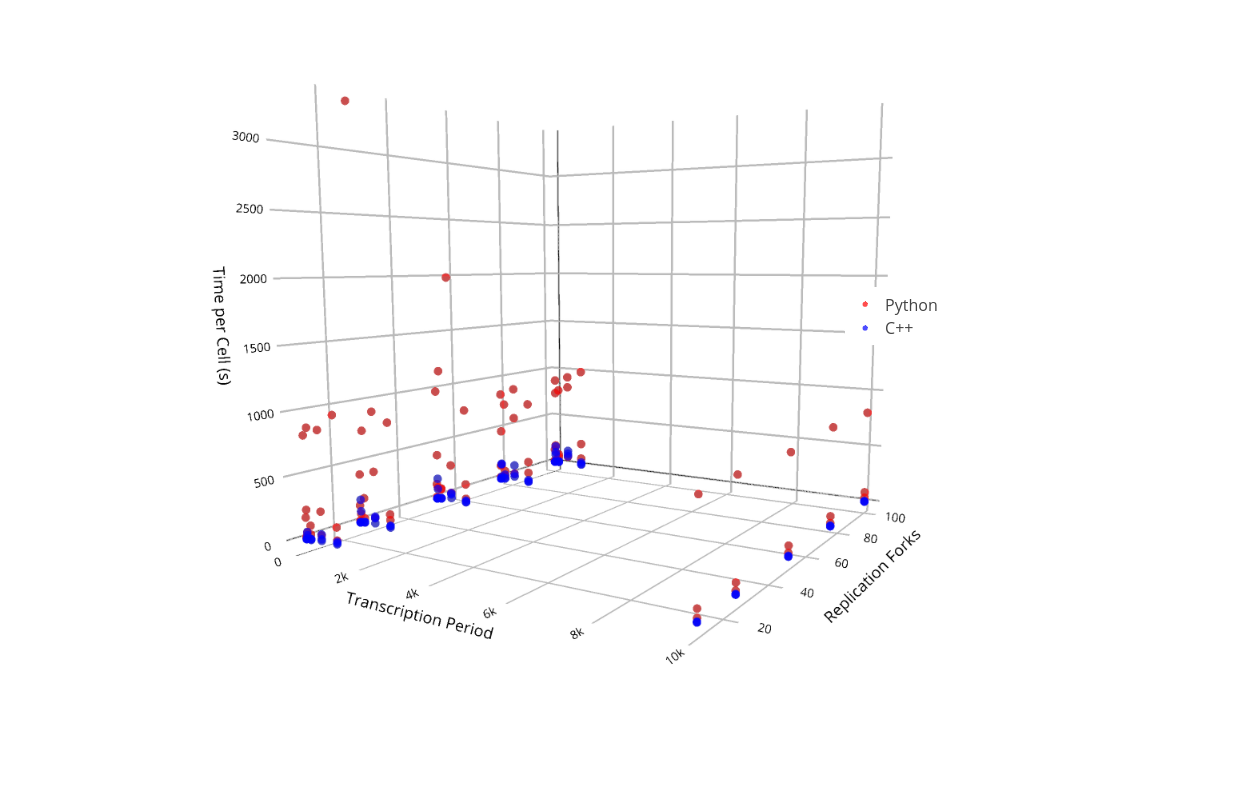 3000
2500
2000
1500
1000
500
0
Time per Cell (s)
0
2k
4k
6k
8k
10k
Transcription Period
20
40
60
80
100
Replication Forks
Python
C++